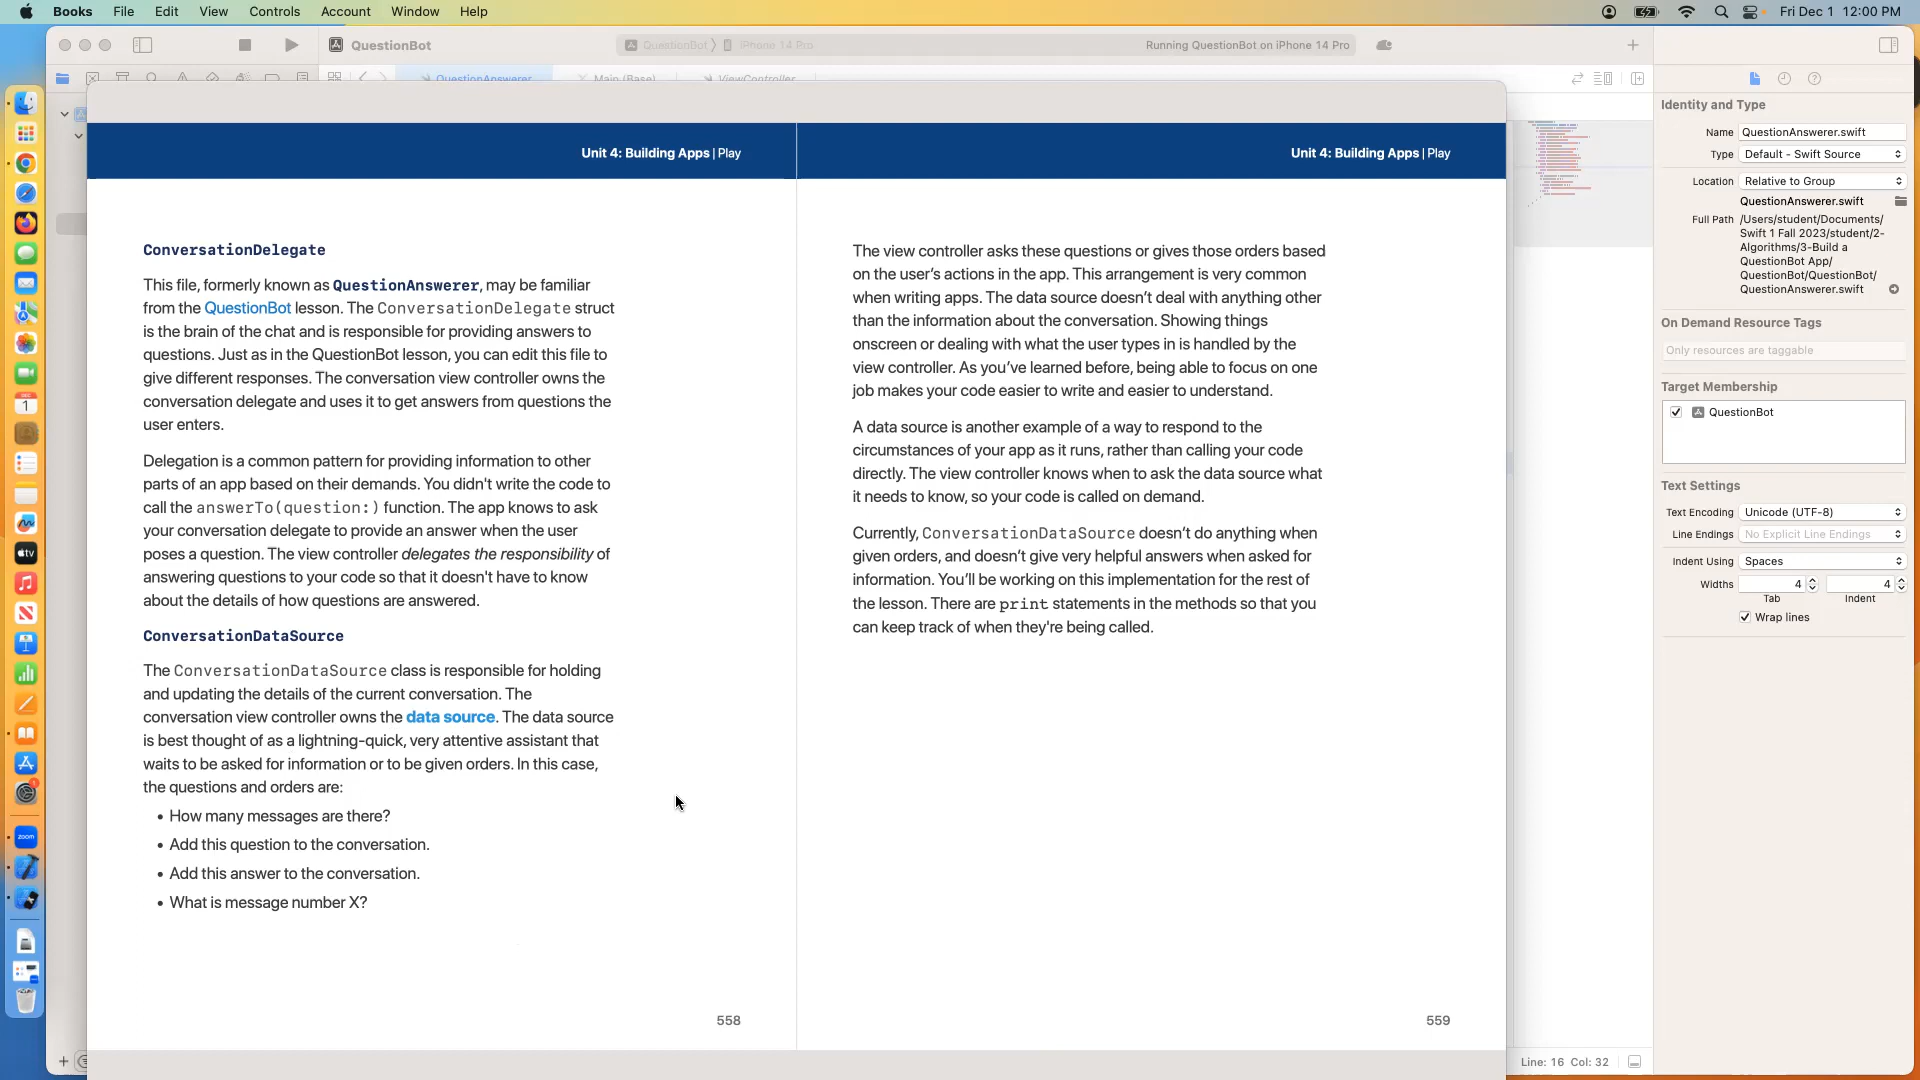 Books File Edit View Controls Account Window Help
Fri Dec 1 12:00 PM
QuestionBot
QuestionBot
iPhone 14 Pro
Running QuestionBot on iPhone 14 Pro
QuestionAnswerer
Main (Base)
ViewController
Unit 4: Building Apps | Play
ConversationDelegate
This file, formerly known as QuestionAnswerer, may be familiar
from the QuestionBot lesson. The ConversationDelegate struct
is the brain of the chat and is responsible for providing answers to
questions. Just as in the QuestionBot lesson, you can edit this file to
give different responses. The conversation view controller owns the
conversation delegate and uses it to get answers from questions the
user enters.
Delegation is a common pattern for providing information to other
parts of an app based on their demands. You didn't write the code to
call the answerTo(question:) function. The app knows to ask
your conversation delegate to provide an answer when the user
poses a question. The view controller delegates the responsibility of
answering questions to your code so that it doesn't have to know
about the details of how questions are answered.
ConversationDataSource
The ConversationDataSource class is responsible for holding
and updating the details of the current conversation. The
conversation view controller owns the data source. The data source
is best thought of as a lightning-quick, very attentive assistant that
waits to be asked for information or to be given orders. In this case,
the questions and orders are:
• How many messages are there?
• Add this question to the conversation.
• Add this answer to the conversation.
• What is message number X?
558
Unit 4: Building Apps | Play
The view controller asks these questions or gives those orders based
on the user’s actions in the app. This arrangement is very common
when writing apps. The data source doesn’t deal with anything other
than the information about the conversation. Showing things
onscreen or dealing with what the user types in is handled by the
view controller. As you’ve learned before, being able to focus on one
job makes your code easier to write and easier to understand.
A data source is another example of a way to respond to the
circumstances of your app as it runs, rather than calling your code
directly. The view controller knows when to ask the data source what
it needs to know, so your code is called on demand.
Currently, ConversationDataSource doesn’t do anything when
given orders, and doesn’t give very helpful answers when asked for
information. You’ll be working on this implementation for the rest of
the lesson. There are print statements in the methods so that you
can keep track of when they're being called.
559
Identity and Type
Name QuestionAnswerer.swift
Type Default - Swift Source
Location Relative to Group
QuestionAnswerer.swift
Full Path /Users/student/Documents/
Swift 1 Fall 2023/student/2-
Algorithms/3-Build a
QuestionBot App/
QuestionBot/QuestionBot/
QuestionAnswerer.swift
On Demand Resource Tags
Only resources are taggable
Target Membership
QuestionBot
Text Settings
Text Encoding Unicode (UTF-8)
Line Endings No Explicit Line Endings
Indent Using Spaces
Widths 4 4
Tab Indent
Wrap lines
Line: 16 Col: 32
1
tv
zoom